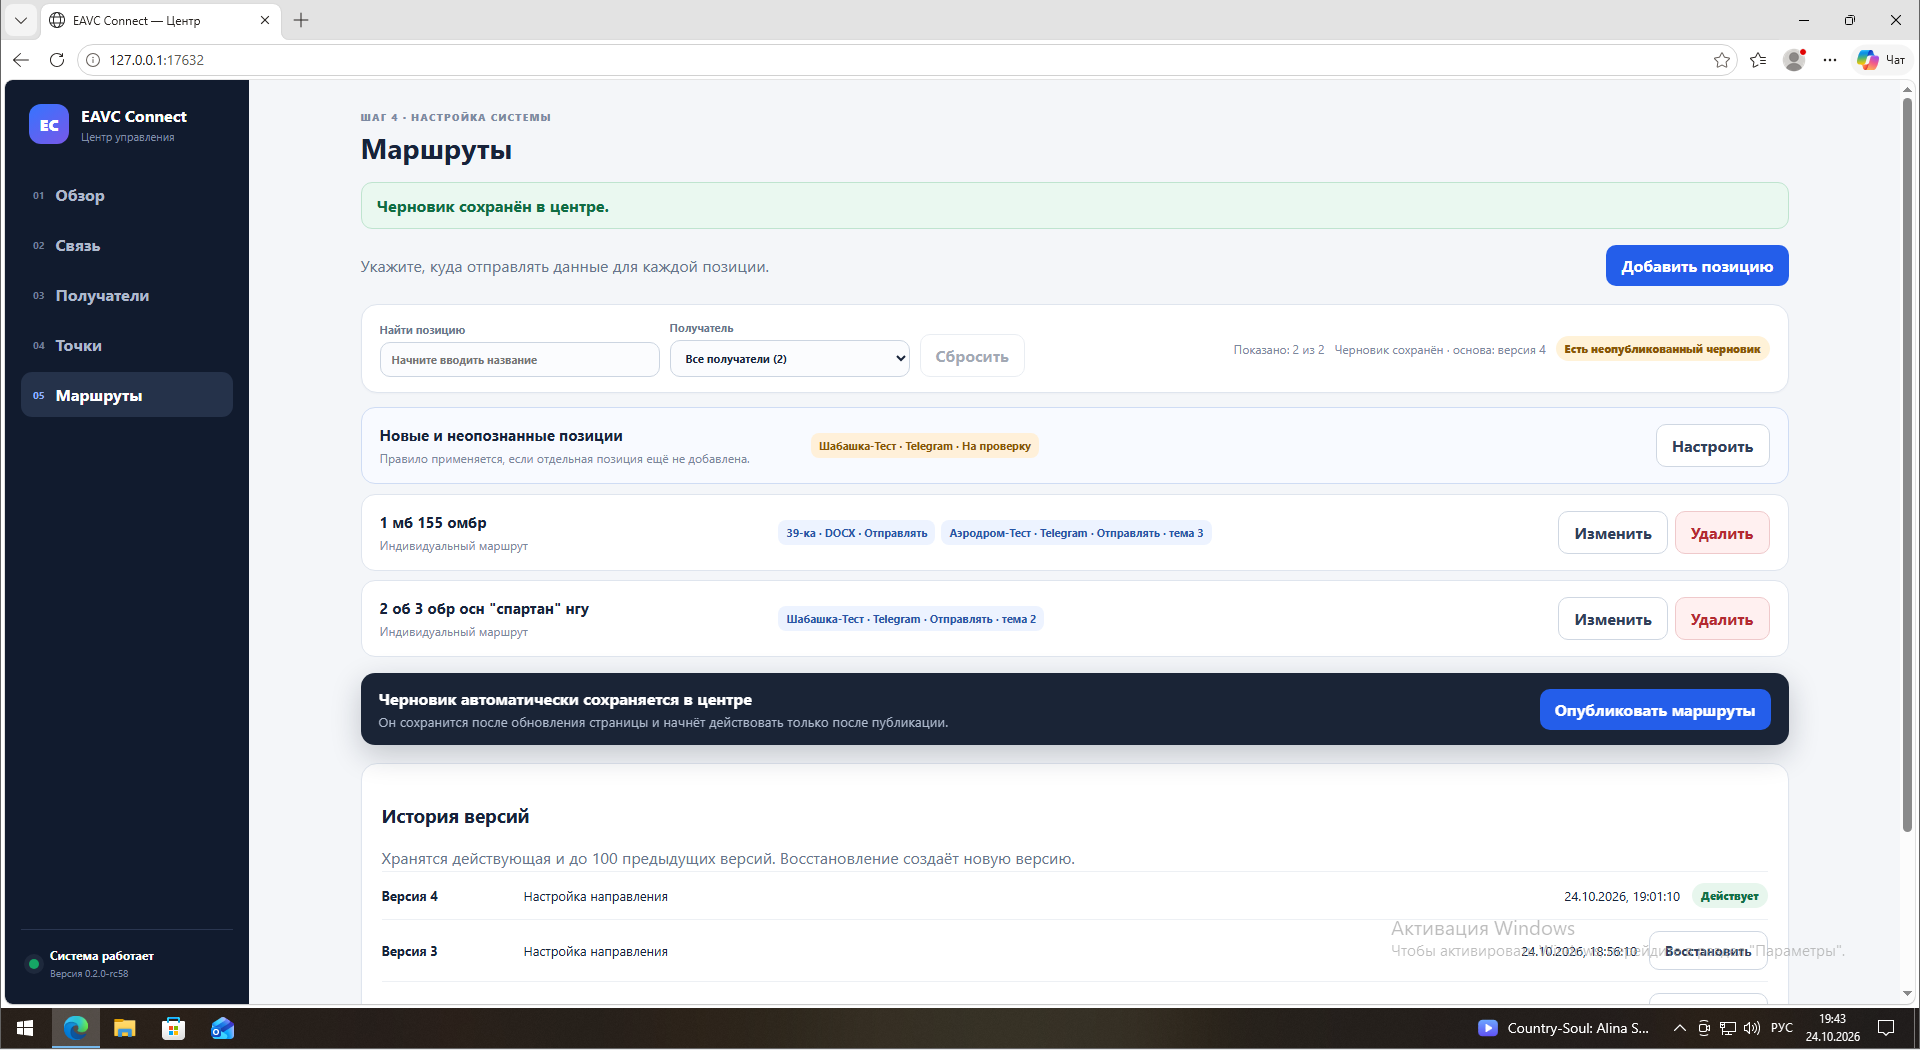 EAVC Connect — Центр
127.0.0.1:17632
Чат
EC
EAVC Connect
Центр управления
01 Обзор
02 Связь
03 Получатели
04 Точки
05 Маршруты
Система работает
Версия 0.2.0-rc58
ШАГ 4 · НАСТРОЙКА СИСТЕМЫ
Маршруты
Черновик сохранён в центре.
Укажите, куда отправлять данные для каждой позиции.
Добавить позицию
Найти позицию
Начните вводить название
Получатель
Все получатели (2)
Сбросить
Показано: 2 из 2 Черновик сохранён · основа: версия 4 Есть неопубликованный черновик
Новые и неопознанные позиции
Правило применяется, если отдельная позиция ещё не добавлена.
Шабашка-Тест · Telegram · На проверку
Настроить
1 мб 155 омбр
Индивидуальный маршрут
39-ка · DOCX · Отправлять
Аэродром-Тест · Telegram · Отправлять · тема 3
Изменить
Удалить
2 об 3 обр осн "спартан" нгу
Индивидуальный маршрут
Шабашка-Тест · Telegram · Отправлять · тема 2
Изменить
Удалить
Черновик автоматически сохраняется в центре
Он сохранится после обновления страницы и начнёт действовать только после публикации.
Опубликовать маршруты
История версий
Хранятся действующая и до 100 предыдущих версий. Восстановление создаёт новую версию.
Версия 4 Настройка направления 24.10.2026, 19:01:10 Действует
Версия 3 Настройка направления 24.10.2026, 18:56:10 Восстановить
Активация Windows
Чтобы активировать Windows, перейдите в раздел "Параметры".
Country-Soul: Alina S...
РУС
19:43
24.10.2026